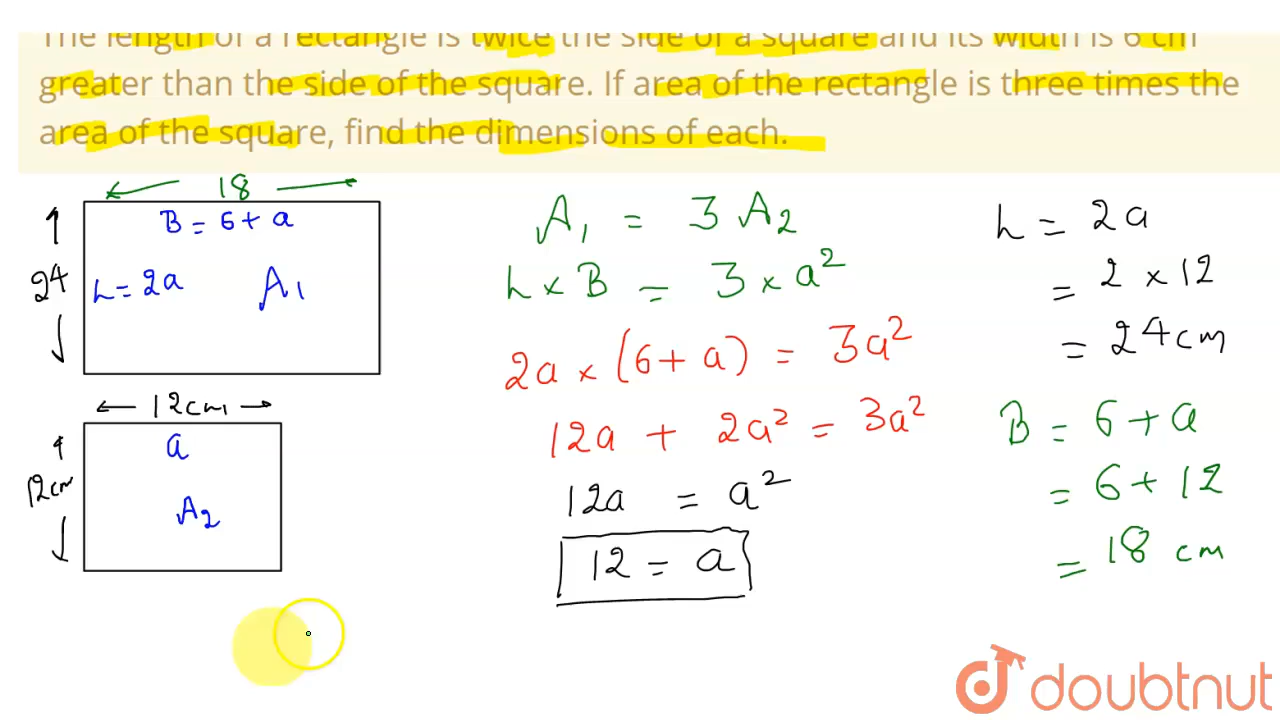 The length of a rectangle is twice the side of a square and its width is 6 cm
greater than the side of the square. If area of the rectangle is three times the
area of the square, find the dimensions of each.
18
B = 6 + a
24
L = 2a
A₁
12cm
a
12cm
A₂
A₁ = 3 A₂
L × B = 3 × a²
2a × (6 + a) = 3a²
12a + 2a² = 3a²
12a = a²
12 = a
L = 2a
= 2 × 12
= 24 cm
B = 6 + a
= 6 + 12
= 18 cm
doubtnut